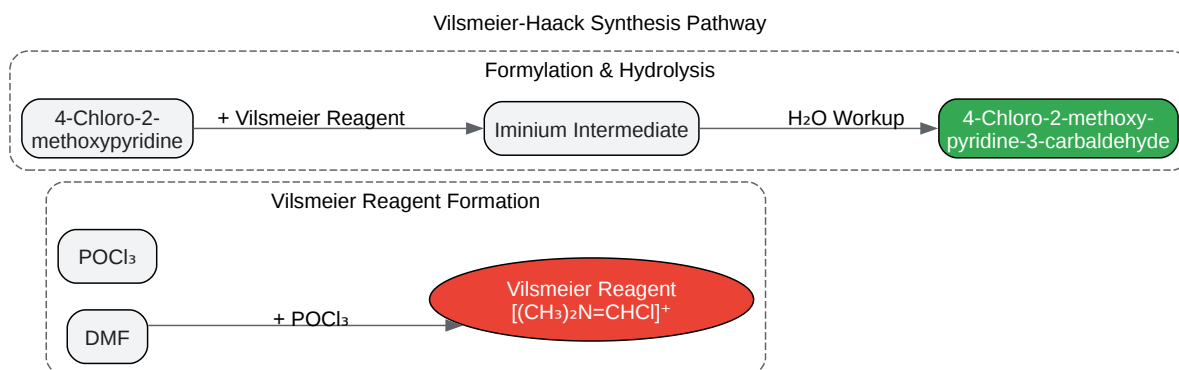 Vilsmeier-Haack Synthesis Pathway
Formylation & Hydrolysis
4-Chloro-2-
methoxypyridine
+ Vilsmeier Reagent
Iminium Intermediate
H₂O Workup
4-Chloro-2-methoxy-
pyridine-3-carbaldehyde
Vilsmeier Reagent Formation
POCl₃
DMF
+ POCl₃
Vilsmeier Reagent
[(CH₃)₂N=CHCl]⁺